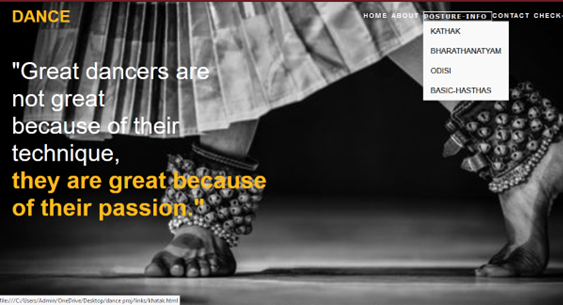 DANCE
HOME ABOUT POSTURE-INFO CONTACT CHECK-
KATHAK
BHARATHANATYAM
ODISI
BASIC-HASTHAS
"Great dancers are
not great
because of their
technique,
they are great because
of their passion."
file:///C:/Users/Admin/OneDrive/Desktop/dance proj/links/khatak.html